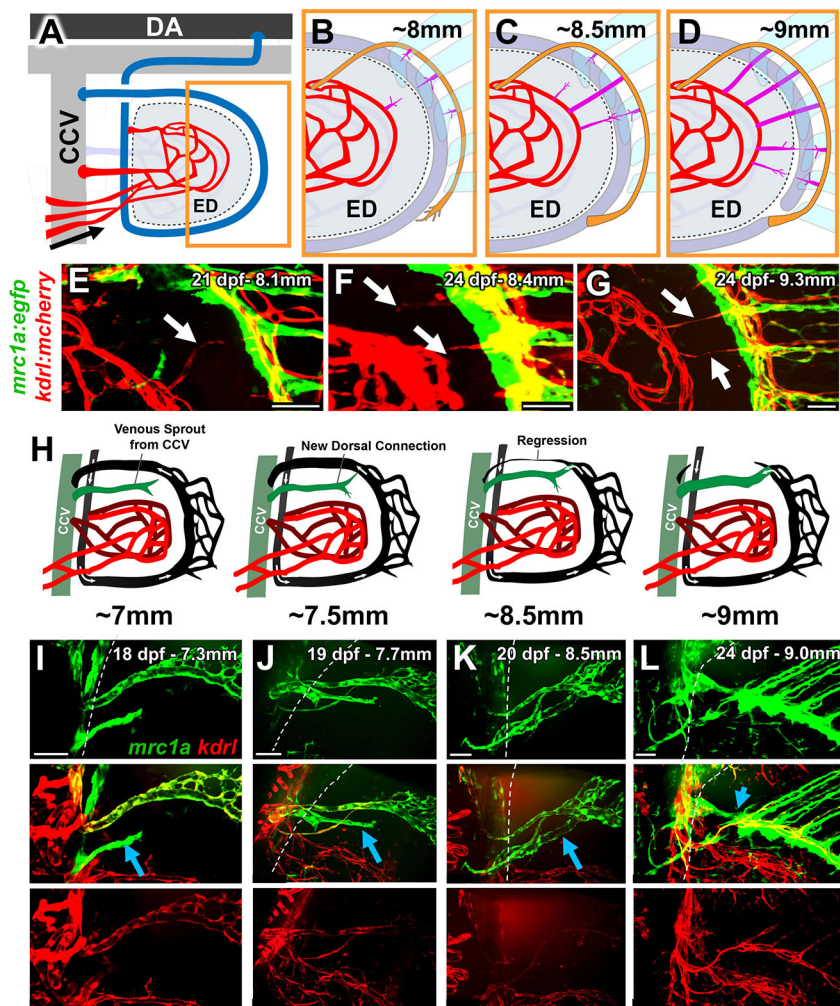 A
DA
CCV
ED
B
~8mm
ED
C
~8.5mm
ED
D
~9mm
ED
mrc1a:egfp
kdrl:mcherry
E
21 dpf- 8.1mm
F
24 dpf - 8.4mm
G
24 dpf - 9.3mm
H
Venous Sprout
from CCV
New Dorsal Connection
Regression
CCV
CCV
CCV
CCV
~7mm
~7.5mm
~8.5mm
~9mm
I
18 dpf - 7.3mm
mrc1a kdrl
J
19 dpf - 7.7mm
K
20 dpf - 8.5mm
L
24 dpf - 9.0mm